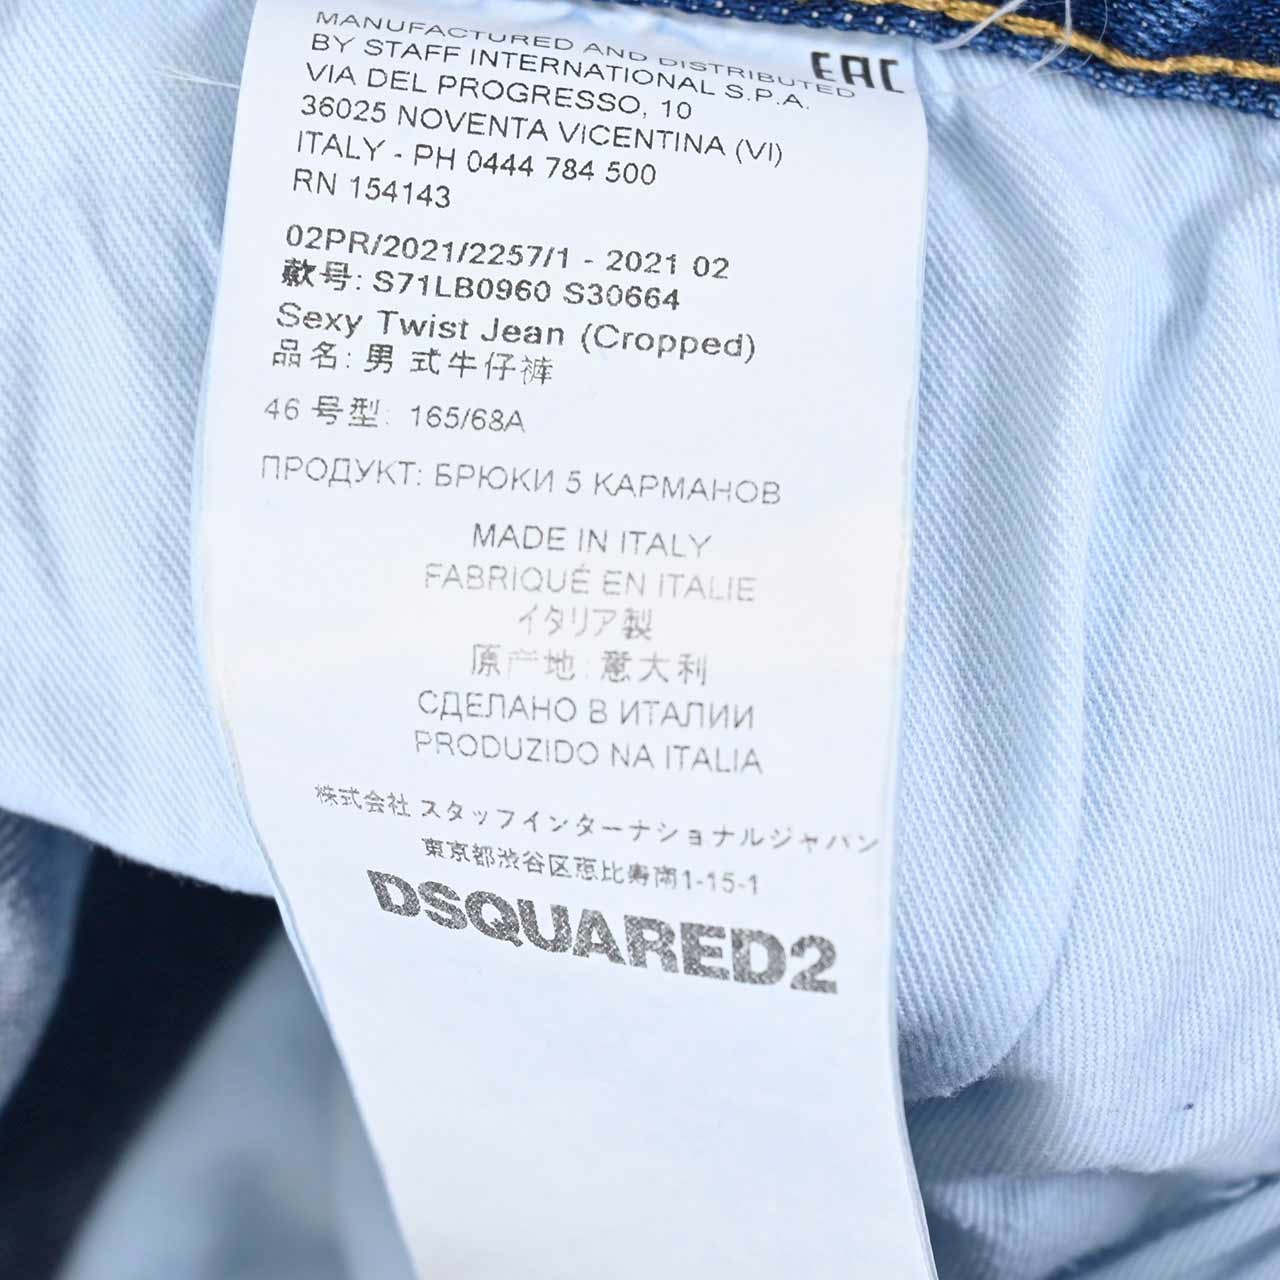 MANUFACTURED AND DISTRIBUTED
EAC
BY STAFF INTERNATIONAL S.P.A.
VIA DEL PROGRESSO, 10
36025 NOVENTA VICENTINA (VI)
ITALY - PH 0444 784 500
RN 154143
02PR/2021/2257/1 - 2021 02
款号: S71LB0960 S30664
Sexy Twist Jean (Cropped)
品名: 男 式牛仔裤
46 号型: 165/68A
ПРОДУКТ: БРЮКИ 5 КАРМАНОВ
MADE IN ITALY
FABRIQUÉ EN ITALIE
イタリア製
原产地: 意大利
СДЕЛАНО В ИТАЛИИ
PRODUZIDO NA ITALIA
株式会社 スタッフインターナショナルジャパン
東京都渋谷区恵比寿南1-15-1
DSQUARED2